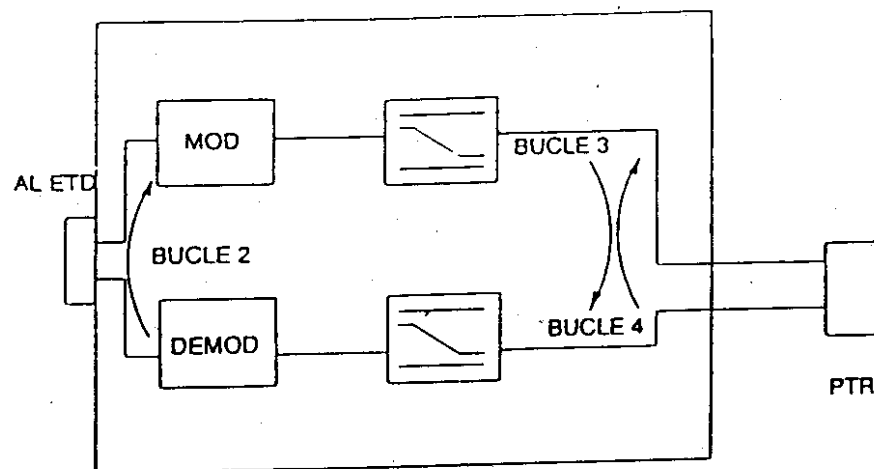 MOD
BUCLE 3
AL ETD
BUCLE 2
BUCLE 4
DEMOD
PTR